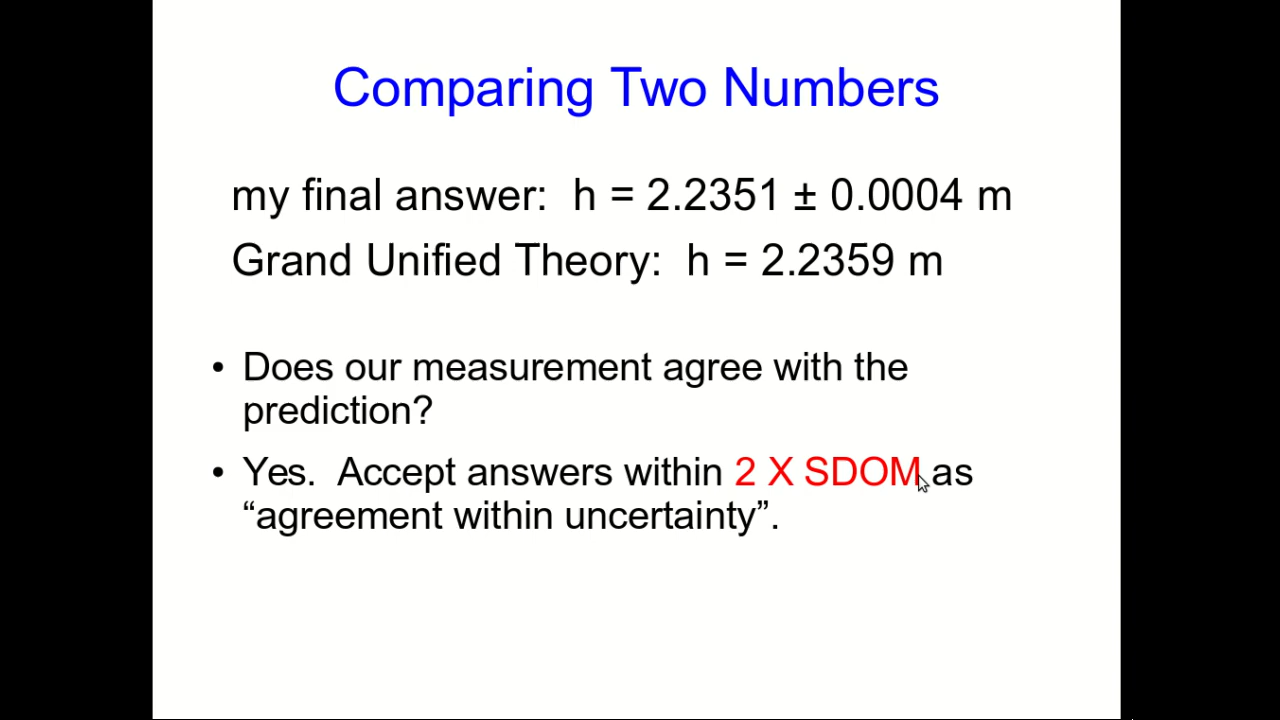 Comparing Two Numbers
my final answer:  h = 2.2351 ± 0.0004 m
Grand Unified Theory:  h = 2.2359 m
• Does our measurement agree with the
prediction?
• Yes.  Accept answers within 2 X SDOM as
“agreement within uncertainty”.